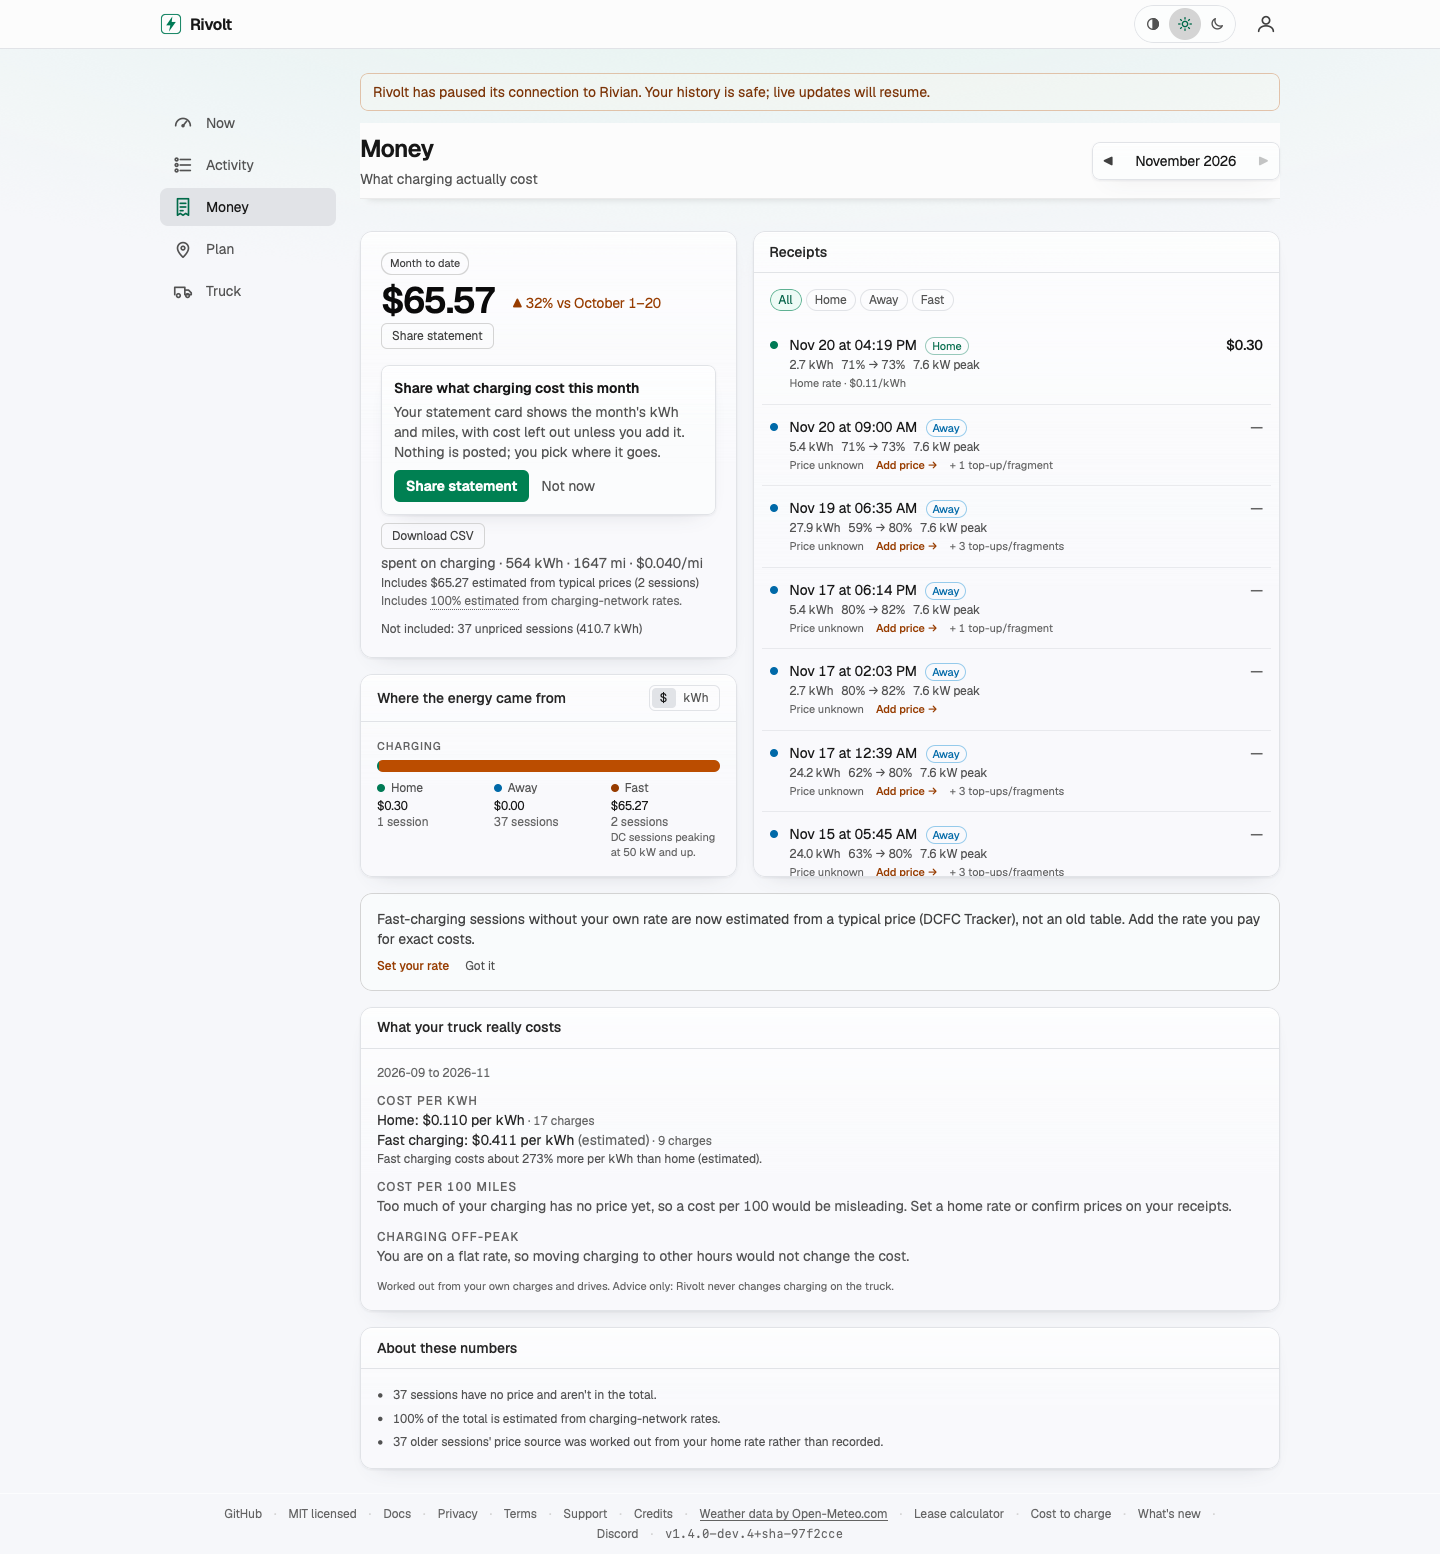 Rivolt
Rivolt has paused its connection to Rivian. Your history is safe; live updates will resume.
Now
Activity
Money
Plan
Truck
Money
What charging actually cost
◀ November 2026 ▶
Month to date
$65.57 ▲ 32% vs October 1–20
Share statement
Share what charging cost this month
Your statement card shows the month's kWh
and miles, with cost left out unless you add it.
Nothing is posted; you pick where it goes.
Share statement Not now
Download CSV
spent on charging · 564 kWh · 1647 mi · $0.040/mi
Includes $65.27 estimated from typical prices (2 sessions)
Includes 100% estimated from charging-network rates.
Not included: 37 unpriced sessions (410.7 kWh)
Where the energy came from $ kWh
CHARGING
Home Away Fast
$0.30 $0.00 $65.27
1 session 37 sessions 2 sessions
DC sessions peaking
at 50 kW and up.
Receipts
All Home Away Fast
Nov 20 at 04:19 PM Home $0.30
2.7 kWh 71% → 73% 7.6 kW peak
Home rate · $0.11/kWh
Nov 20 at 09:00 AM Away —
5.4 kWh 71% → 73% 7.6 kW peak
Price unknown Add price → + 1 top-up/fragment
Nov 19 at 06:35 AM Away —
27.9 kWh 59% → 80% 7.6 kW peak
Price unknown Add price → + 3 top-ups/fragments
Nov 17 at 06:14 PM Away —
5.4 kWh 80% → 82% 7.6 kW peak
Price unknown Add price → + 1 top-up/fragment
Nov 17 at 02:03 PM Away —
2.7 kWh 80% → 82% 7.6 kW peak
Price unknown Add price →
Nov 17 at 12:39 AM Away —
24.2 kWh 62% → 80% 7.6 kW peak
Price unknown Add price → + 3 top-ups/fragments
Nov 15 at 05:45 AM Away —
24.0 kWh 63% → 80% 7.6 kW peak
Price unknown Add price → + 3 top-ups/fragments
Fast-charging sessions without your own rate are now estimated from a typical price (DCFC Tracker), not an old table. Add the rate you pay
for exact costs.
Set your rate Got it
What your truck really costs
2026-09 to 2026-11
COST PER KWH
Home: $0.110 per kWh · 17 charges
Fast charging: $0.411 per kWh (estimated) · 9 charges
Fast charging costs about 273% more per kWh than home (estimated).
COST PER 100 MILES
Too much of your charging has no price yet, so a cost per 100 would be misleading. Set a home rate or confirm prices on your receipts.
CHARGING OFF-PEAK
You are on a flat rate, so moving charging to other hours would not change the cost.
Worked out from your own charges and drives. Advice only: Rivolt never changes charging on the truck.
About these numbers
• 37 sessions have no price and aren't in the total.
• 100% of the total is estimated from charging-network rates.
• 37 older sessions' price source was worked out from your home rate rather than recorded.
GitHub · MIT licensed · Docs · Privacy · Terms · Support · Credits · Weather data by Open-Meteo.com · Lease calculator · Cost to charge · What's new ·
Discord · v1.4.0-dev.4+sha-97f2cce